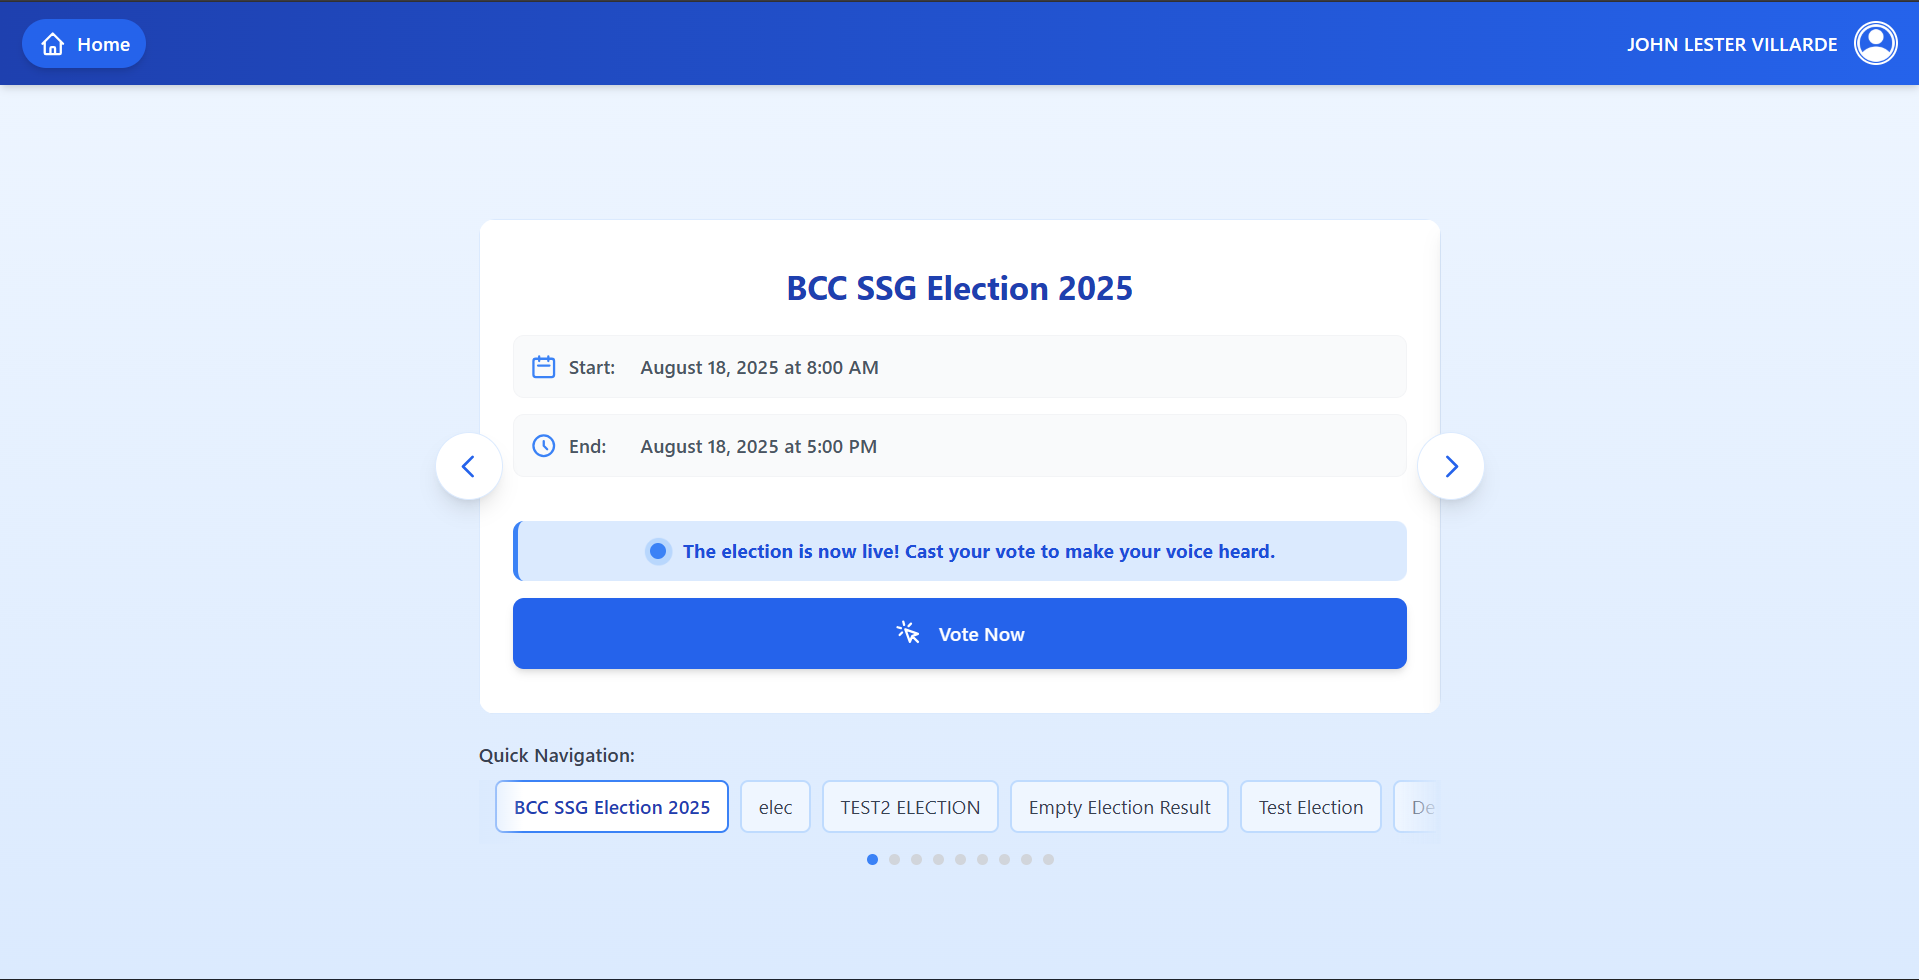 Home
JOHN LESTER VILLARDE
BCC SSG Election 2025
Start: August 18, 2025 at 8:00 AM
End: August 18, 2025 at 5:00 PM
The election is now live! Cast your vote to make your voice heard.
Vote Now
Quick Navigation:
BCC SSG Election 2025 elec TEST2 ELECTION Empty Election Result Test Election De